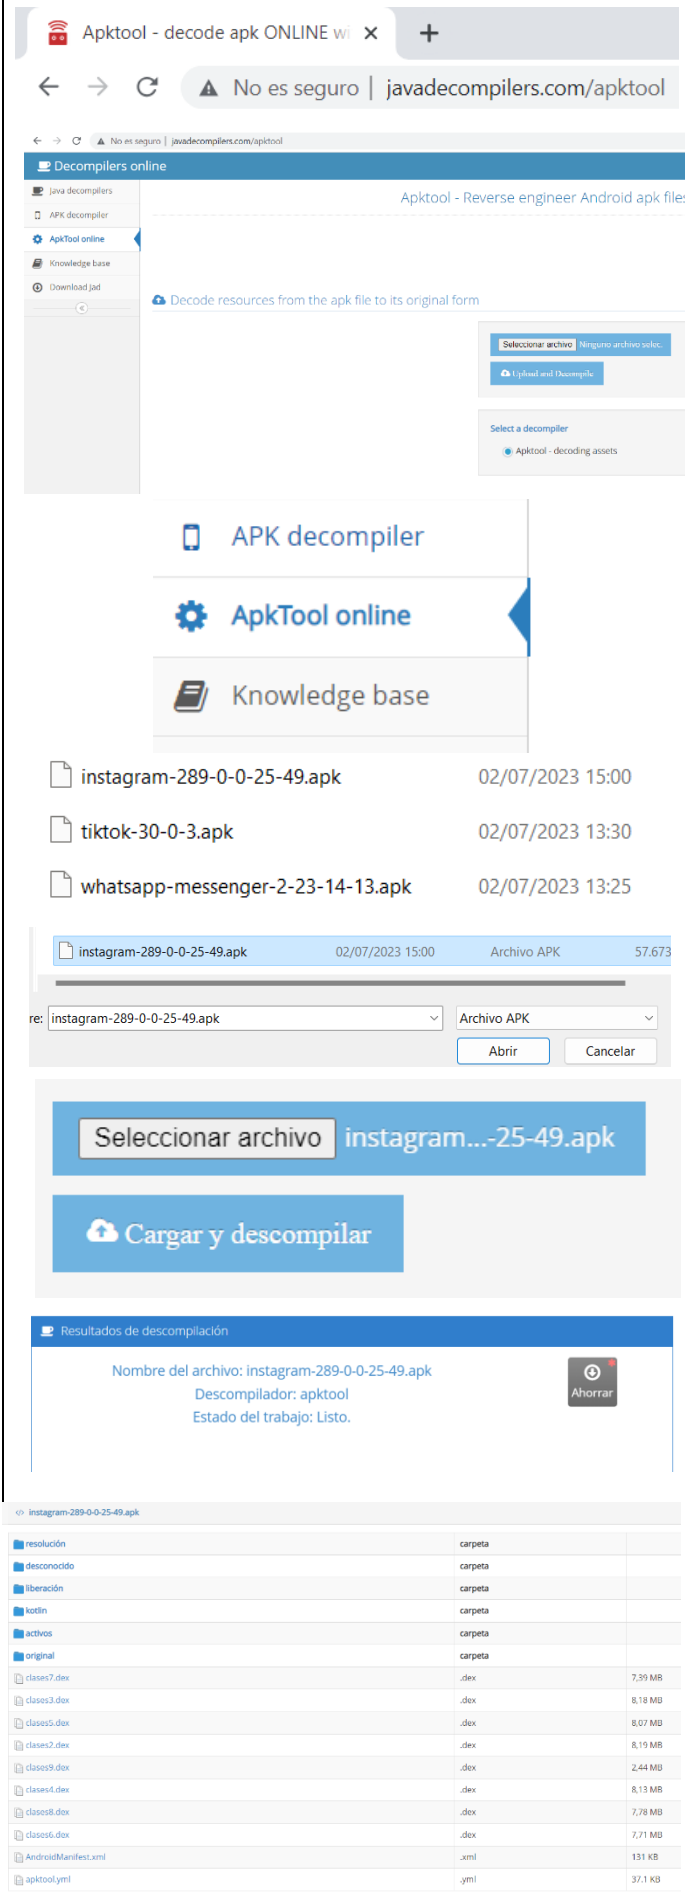 Apktool - decode apk ONLINE wi
No es seguro | javadecompilers.com/apktool
No es seguro | javadecompilers.com/apktool
Decompilers online
Java decompilers
APK decompiler
ApkTool online
Knowledge base
Download Jad
Apktool - Reverse engineer Android apk files
Decode resources from the apk file to its original form
Seleccionar archivo Ninguno archivo selec.
Upload and Decompile
Select a decompiler
Apktool - decoding assets
APK decompiler
ApkTool online
Knowledge base
instagram-289-0-0-25-49.apk 02/07/2023 15:00
tiktok-30-0-3.apk 02/07/2023 13:30
whatsapp-messenger-2-23-14-13.apk 02/07/2023 13:25
instagram-289-0-0-25-49.apk 02/07/2023 15:00 Archivo APK 57.673
re: instagram-289-0-0-25-49.apk Archivo APK
Abrir Cancelar
Seleccionar archivo instagram...-25-49.apk
Cargar y descompilar
Resultados de descompilación
Nombre del archivo: instagram-289-0-0-25-49.apk
Descompilador: apktool
Estado del trabajo: Listo.
Ahorrar
instagram-289-0-0-25-49.apk
resolución carpeta
desconocido carpeta
liberación carpeta
kotlin carpeta
activos carpeta
original carpeta
clases7.dex .dex 7,39 MB
clases3.dex .dex 8,18 MB
clases5.dex .dex 8,07 MB
clases2.dex .dex 8,19 MB
clases9.dex .dex 2,44 MB
clases4.dex .dex 8,13 MB
clases8.dex .dex 7,78 MB
clases6.dex .dex 7,71 MB
AndroidManifest.xml .xml 131 KB
apktool.yml .yml 37.1 KB